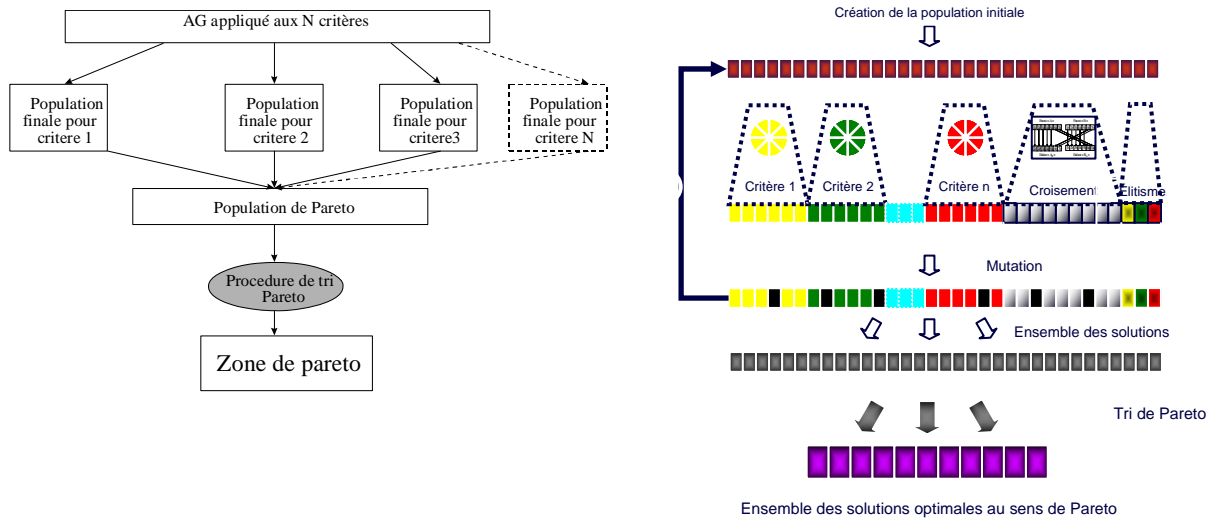 AG appliqué aux N critères
Population
finale pour
critere 1
Population
finale pour
critere 2
Population
finale pour
critere3
Population
finale pour
critere N
Population de Pareto
Procedure de tri
Pareto
Zone de pareto
Création de la population initiale
Critère 1
Critère 2
Critère n
Croisement
Elitisme
Mutation
Ensemble des solutions
Tri de Pareto
Ensemble des solutions optimales au sens de Pareto